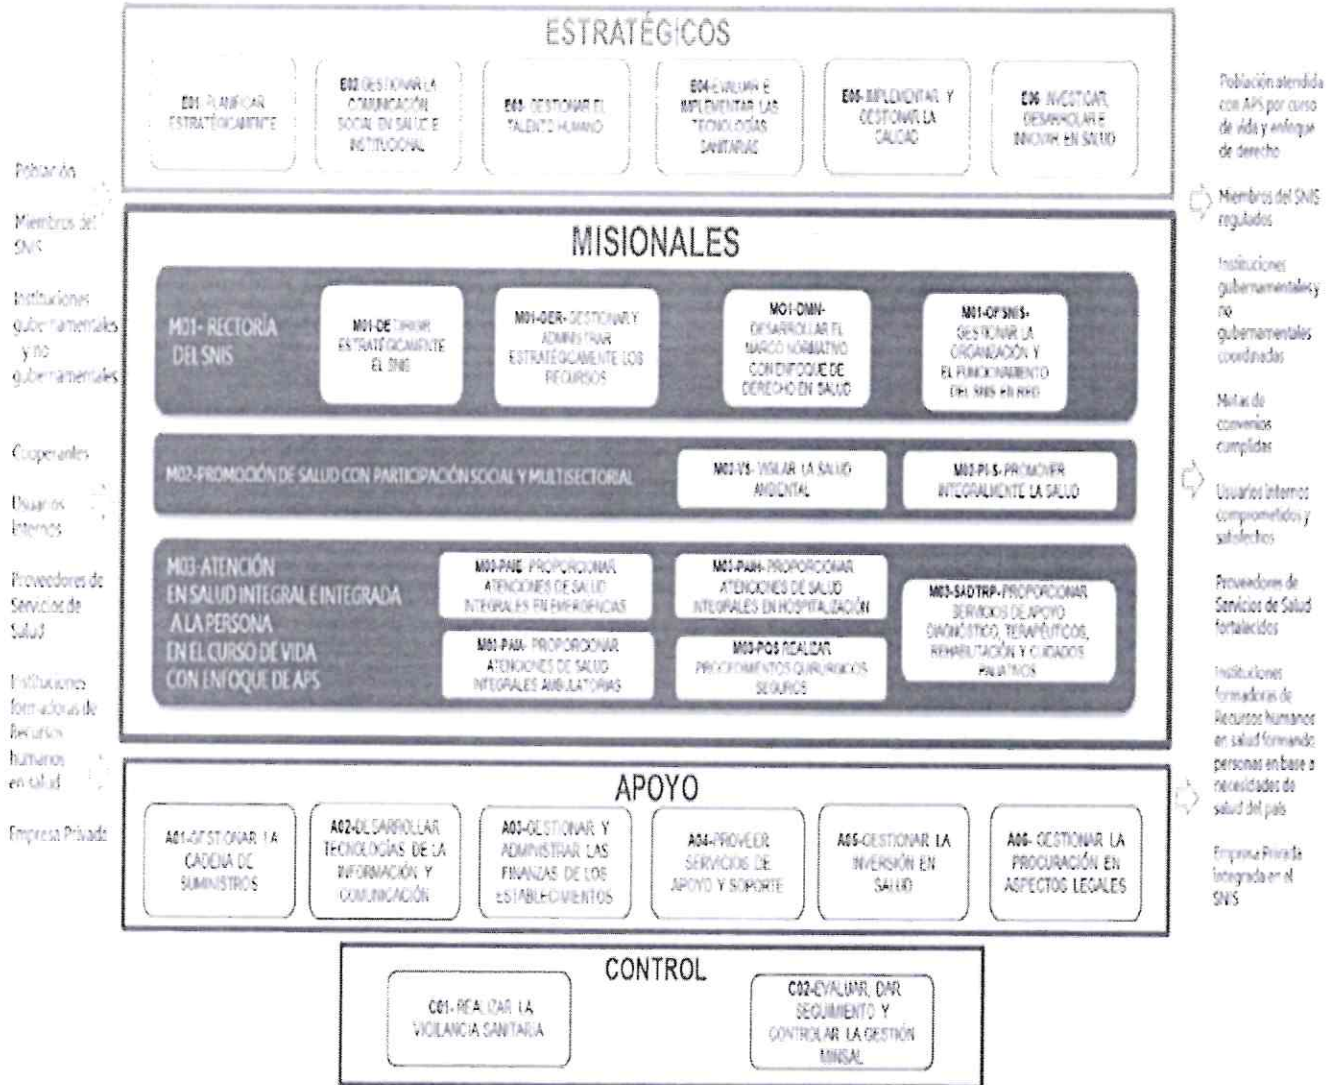 ESTRATÉGICOS
E01-PLANIFICAR
ESTRATÉGICAMENTE
E02-GESTIONAR LA
COMUNICACIÓN
SOCIAL EN SALUD E
INSTITUCIONAL
E03- GESTIONAR EL
TALENTO HUMANO
E04-EVALUAR E
IMPLEMENTAR LAS
TECNOLOGÍAS
SANITARIAS
E05-IMPLEMENTAR Y
GESTIONAR LA
CALIDAD
E06-INVESTIGAR,
DESARROLLAR E
INNOVAR EN SALUD
Población
Miembros del
SNIS
Instituciones
gubernamentales
y no
gubernamentales
Cooperantes
Usuarios
Internos
Proveedores de
Servicios de
Salud
Instituciones
formadoras de
Recursos
humanos
en salud
Empresa Privada
MISIONALES
M01- RECTORÍA
DEL SNIS
M01-DE DIRIGIR
ESTRATÉGICAMENTE
EL SNIS
M01-GER- GESTIONAR Y
ADMINISTRAR
ESTRATÉGICAMENTE LOS
RECURSOS
MO1-DMN-
DESARROLLAR EL
MARCO NORMATIVO
CON ENFOQUE DE
DERECHO EN SALUD
M01-OFSNIS-
GESTIONAR LA
ORGANIZACIÓN Y
EL FUNCIONAMIENTO
DEL SNIS EN RED
M02-PROMOCIÓN DE SALUD CON PARTICIPACIÓN SOCIAL Y MULTISECTORIAL
M02-VS- VIGILAR LA SALUD
AMBIENTAL
M02-PI-S- PROMOVER
INTEGRALMENTE LA SALUD
M03-ATENCIÓN
EN SALUD INTEGRAL E INTEGRADA
A LA PERSONA
EN EL CURSO DE VIDA
CON ENFOQUE DE APS
M03-PAIE- PROPORCIONAR
ATENCIONES DE SALUD
INTEGRALES EN EMERGENCIAS
M03-PAIH- PROPORCIONAR
ATENCIONES DE SALUD
INTEGRALES EN HOSPITALIZACIÓN
PROPORCIONAR
ATENCIONES DE SALUD
INTEGRALES AMBULATORIAS
M03-PQS REALIZAR
PROCEDIMIENTOS QUIRÚRGICOS
SEGUROS
M03-SADTRP- PROPORCIONAR
SERVICIOS DE APOYO
DIAGNÓSTICO, TERAPÉUTICOS,
REHABILITACIÓN Y CUIDADOS
PALIATIVOS
APOYO
A01-GESTIONAR LA
CADENA DE
SUMINISTROS
A02-DESARROLLAR
TECNOLOGÍAS DE LA
INFORMACIÓN Y
COMUNICACIÓN
A03-GESTIONAR Y
ADMINISTRAR LAS
FINANZAS DE LOS
ESTABLECIMIENTOS
A04-PROVEER
SERVICIOS DE
APOYO Y SOPORTE
A05-GESTIONAR LA
INVERSIÓN EN
SALUD
A06- GESTIONAR LA
PROCURACIÓN EN
ASPECTOS LEGALES
CONTROL
C01- REALIZAR LA
VIGILANCIA SANITARIA
C02-EVALUAR, DAR
SEGUIMIENTO Y
CONTROLAR LA GESTIÓN
MINSAL
Población atendida
con APS por curso
de vida y enfoque
de derecho
Miembros del SNIS
regulados
Instituciones
gubernamentales y
no
gubernamentales
coordinadas
Metas de
convenios
cumplidas
Usuarios internos
comprometidos y
satisfechos
Proveedores de
Servicios de Salud
fortalecidos
Instituciones
formadoras de
Recursos humanos
en salud formando
personas en base a
necesidades de
salud del país
Empresa Privada
integrada en el
SNIS